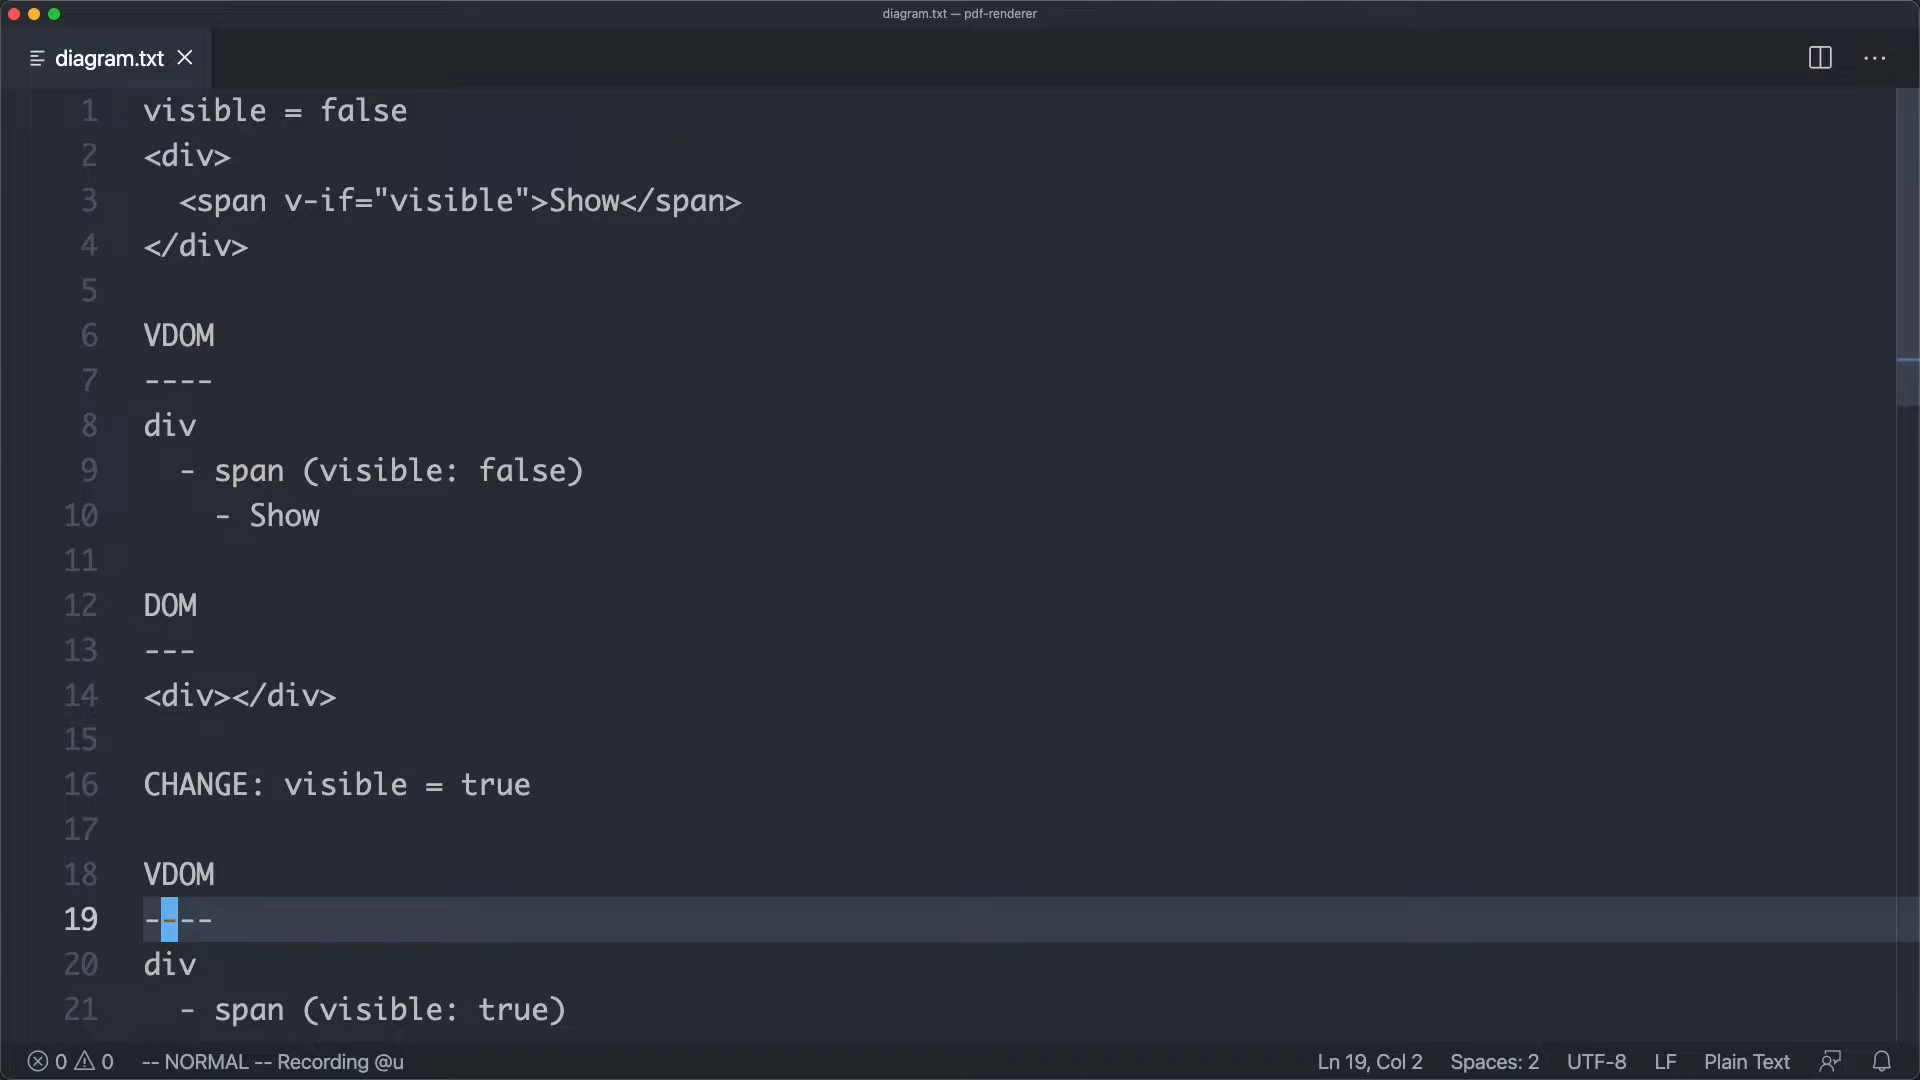 diagram.txt — pdf-renderer
diagram.txt
1 visible = false
2 <div>
3   <span v-if="visible">Show</span>
4 </div>
5
6 VDOM
7 ----
8 div
9   - span (visible: false)
10     - Show
11
12 DOM
13 ---
14 <div></div>
15
16 CHANGE: visible = true
17
18 VDOM
19 ----
20 div
21   - span (visible: true)
0 0 -- NORMAL -- Recording @u Ln 19, Col 2 Spaces: 2 UTF-8 LF Plain Text